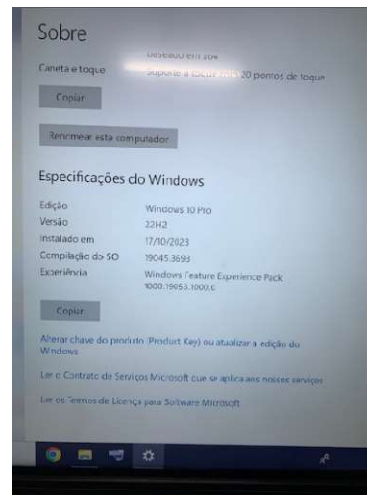 Sobre
Caneta e toque
Suporte a 20 pontos de toque
Copiar
Renomear este computador
Especificações do Windows
Edição Windows 10 Pro
Versão 22H2
Instalado em 17/10/2023
Compilação do SO 19045.3693
Experiência Windows Feature Experience Pack
1000.19053.1000.0
Copiar
Alterar chave do produto (Product Key) ou atualizar a edição do
Windows
Ler o Contrato de Serviços Microsoft que se aplica aos nossos serviços
Ler os Termos de Licença para Software Microsoft